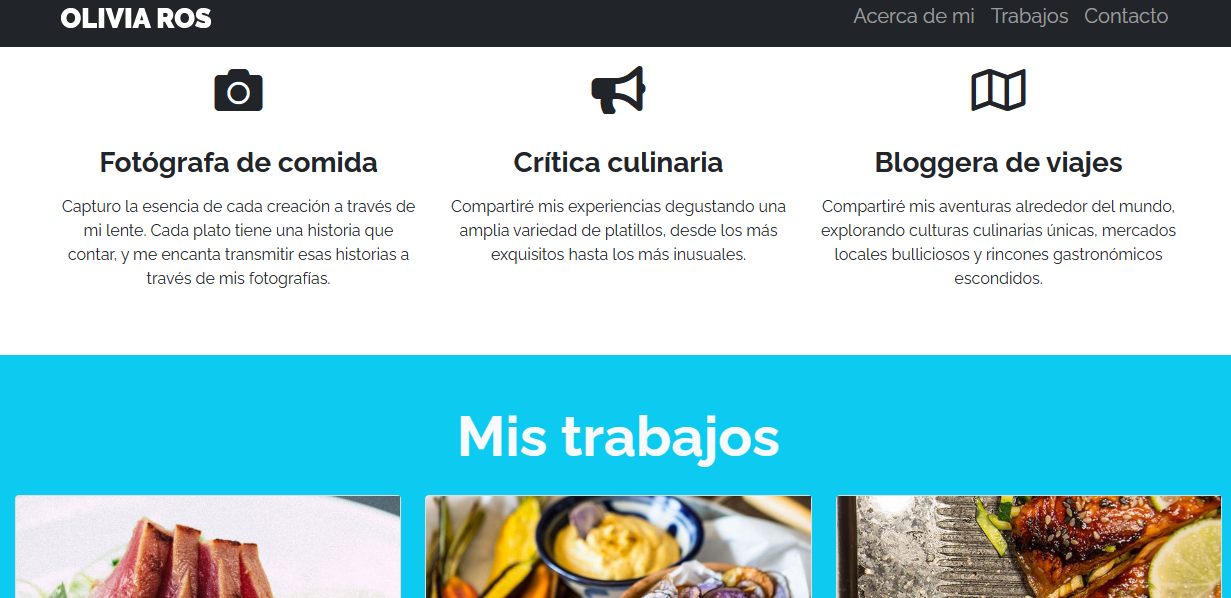 OLIVIA ROS
Acerca de mi Trabajos Contacto
Fotógrafa de comida
Capturo la esencia de cada creación a través de
mi lente. Cada plato tiene una historia que
contar, y me encanta transmitir esas historias a
través de mis fotografías.
Crítica culinaria
Compartiré mis experiencias degustando una
amplia variedad de platillos, desde los más
exquisitos hasta los más inusuales.
Bloggera de viajes
Compartiré mis aventuras alrededor del mundo,
explorando culturas culinarias únicas, mercados
locales bulliciosos y rincones gastronómicos
escondidos.
Mis trabajos